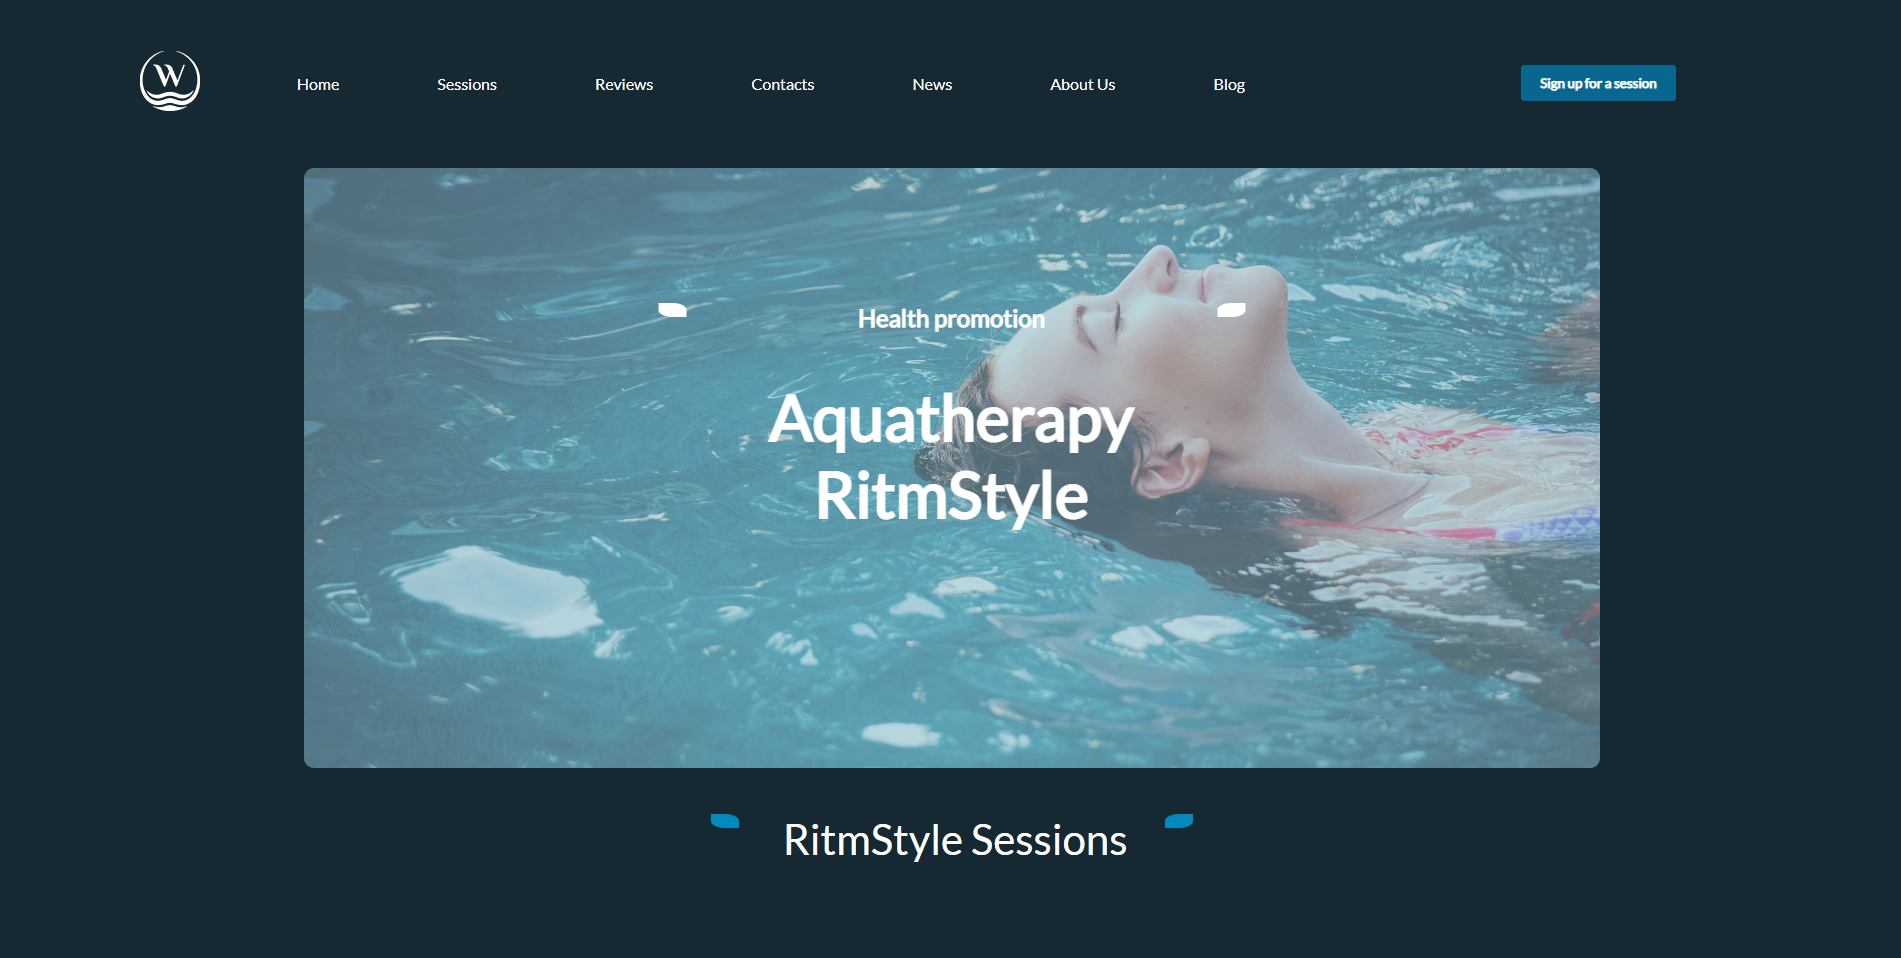 W
Home
Sessions
Reviews
Contacts
News
About Us
Blog
Sign up for a session
Health promotion
Aquatherapy
RitmStyle
RitmStyle Sessions